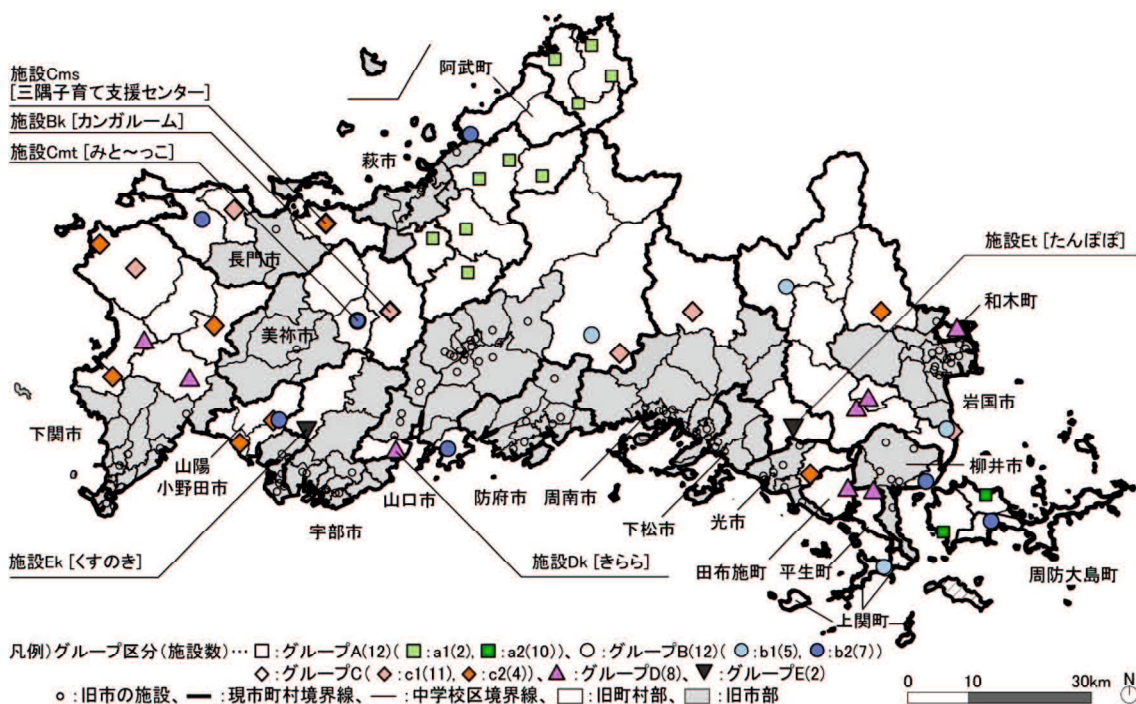 施設Cms
[三隅子育て支援センター]
施設Bk [カンガルーム]
施設Cmt [みと～っこ]
阿武町
萩市
施設Et [たんぽぽ]
長門市
和木町
美祢市
岩国市
下関市
柳井市
山陽
小野田市
山口市
防府市
周南市
宇部市
下松市
光市
施設Ek [くすのき]
施設Dk [きらら]
田布施町
平生町
周防大島町
上関町
凡例)グループ区分(施設数)… :グループA(12)( :a1(2), :a2(10))、 :グループB(12)( :b1(5)、 :b2(7))
:グループC( :c1(11)、 :c2(4))、 :グループD(8)、 :グループE(2)
:旧市の施設、 :現市町村境界線、 :中学校区境界線、 :旧町村部、 :旧市部
0 10 30km N